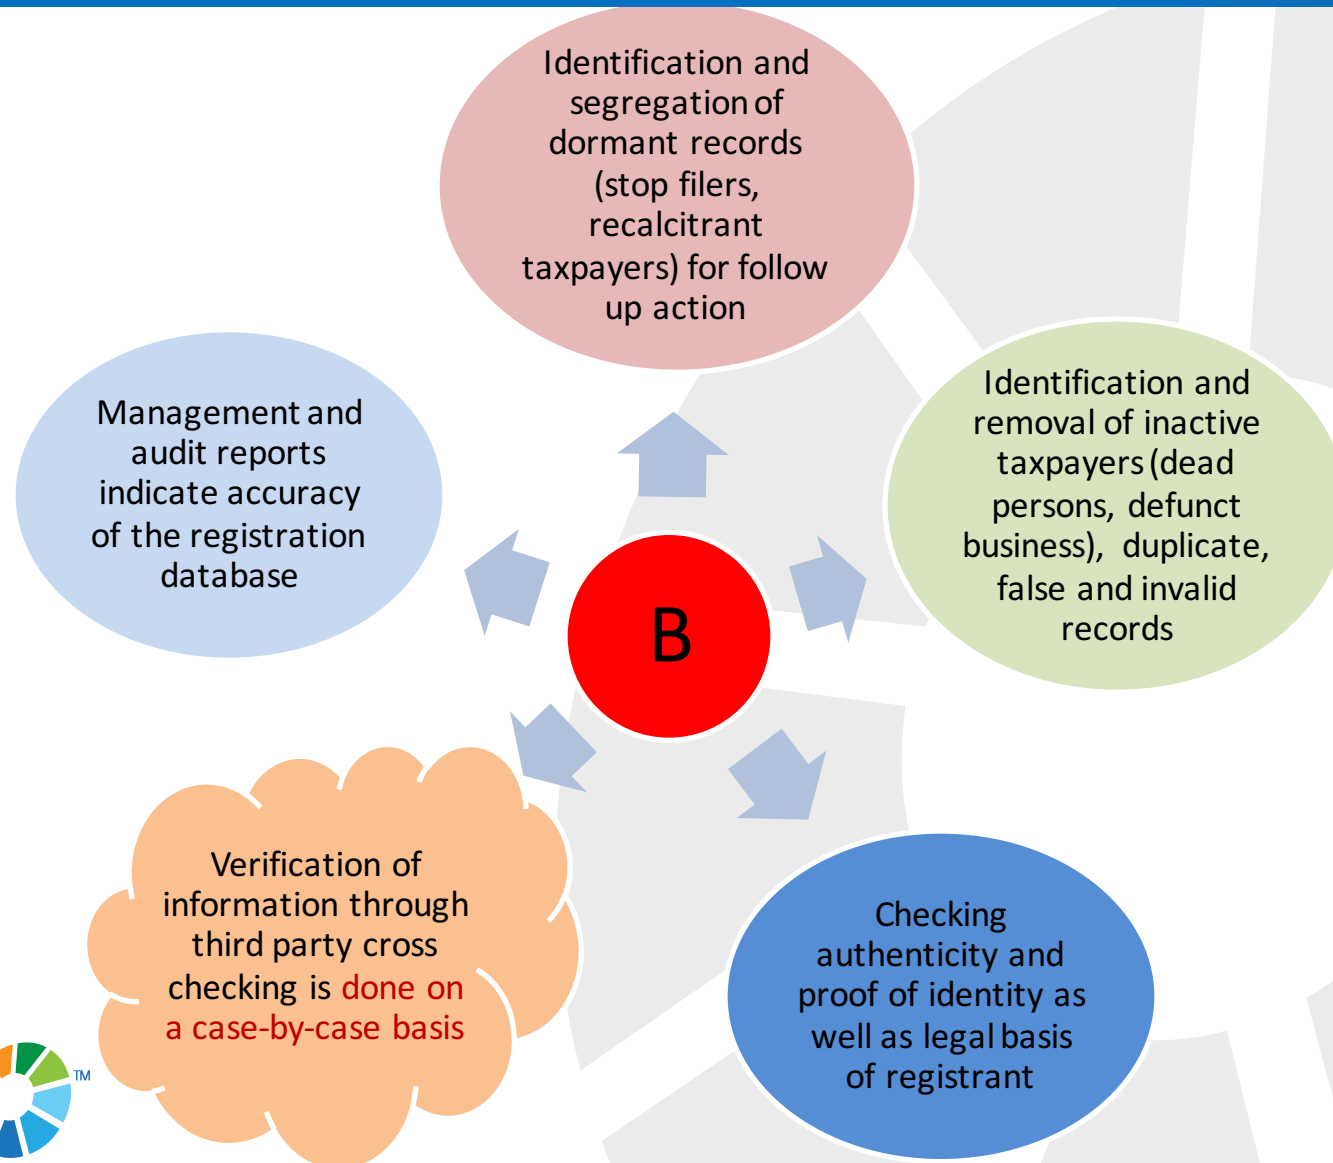 Identification and
segregation of
dormant records
(stop filers,
recalcitrant
taxpayers) for follow
up action
Identification and
removal of inactive
taxpayers (dead
persons, defunct
business), duplicate,
false and invalid
records
Management and
audit reports
indicate accuracy
of the registration
database
B
Verification of
information through
third party cross
checking is done on
a case-by-case basis
Checking
authenticity and
proof of identity as
well as legal basis
of registrant
TM